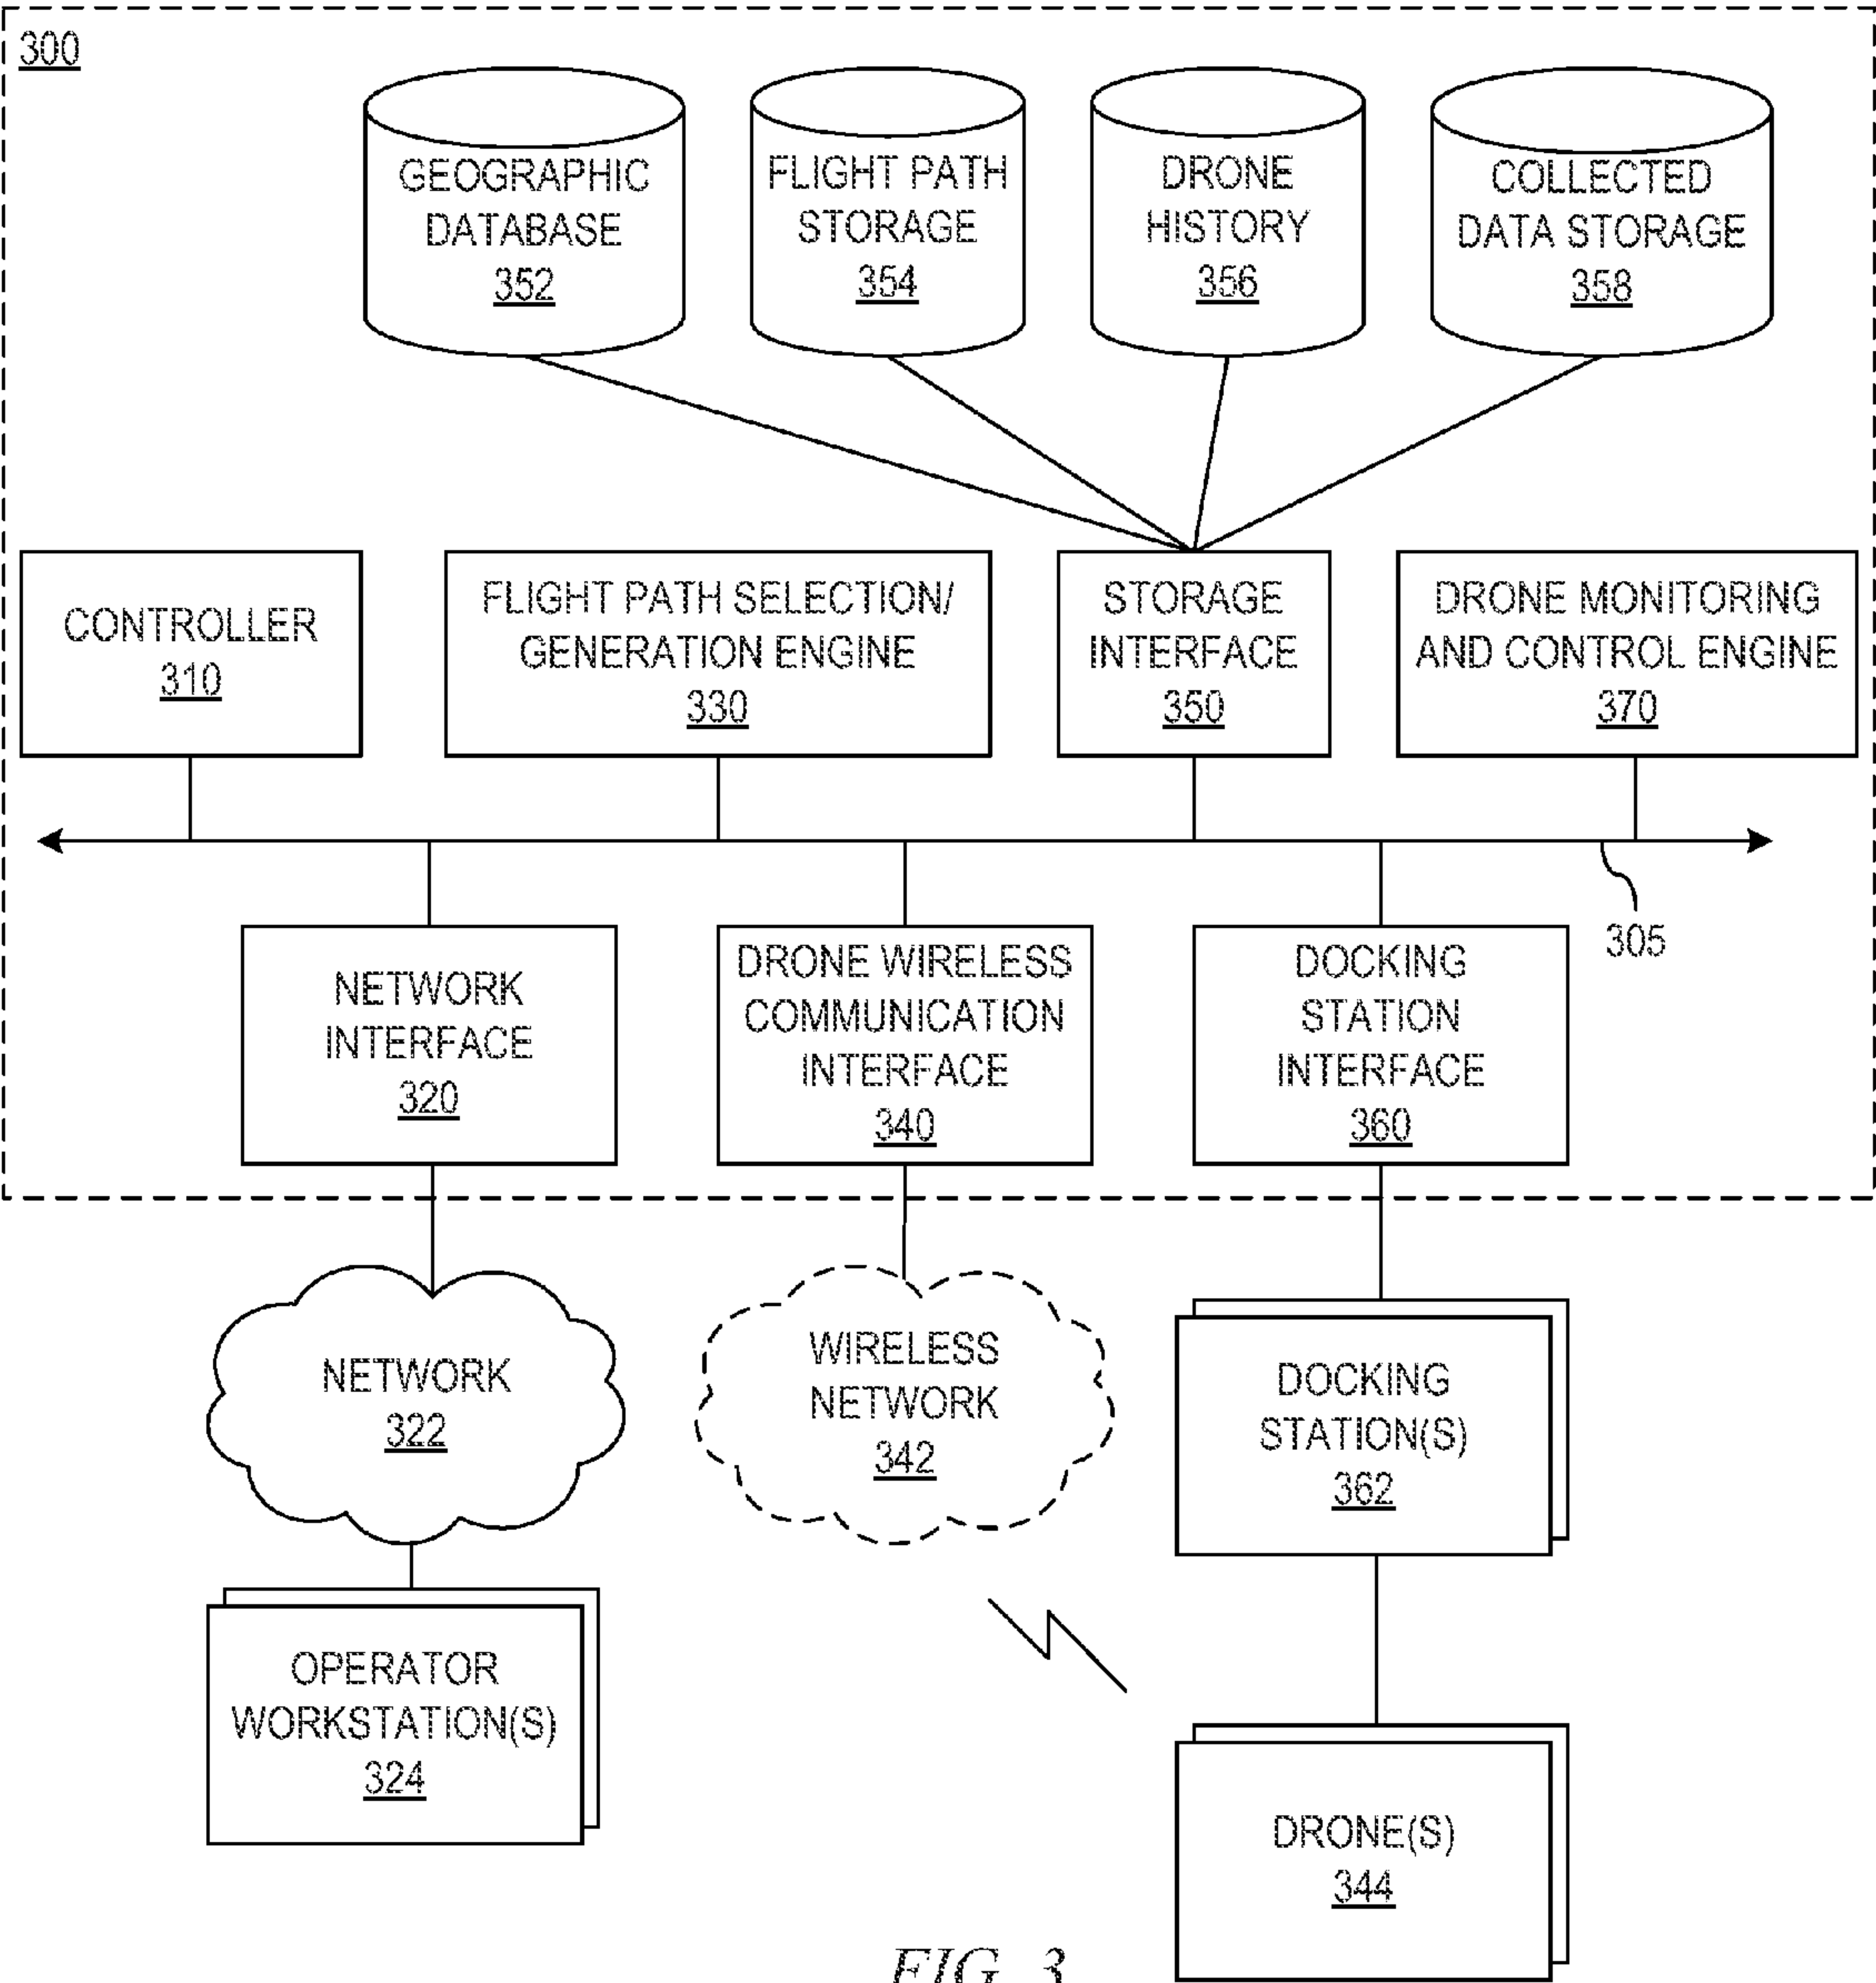 300
GEOGRAPHIC
DATABASE
352
FLIGHT PATH
STORAGE
354
DRONE
HISTORY
356
COLLECTED
DATA STORAGE
358
CONTROLLER
310
FLIGHT PATH SELECTION/
GENERATION ENGINE
330
STORAGE
INTERFACE
350
DRONE MONITORING
AND CONTROL ENGINE
370
305
NETWORK
INTERFACE
320
DRONE WIRELESS
COMMUNICATION
INTERFACE
340
DOCKING
STATION
INTERFACE
360
NETWORK
322
WIRELESS
NETWORK
342
DOCKING
STATION(S)
362
OPERATOR
WORKSTATION(S)
324
DRONE(S)
344
FIG. 3